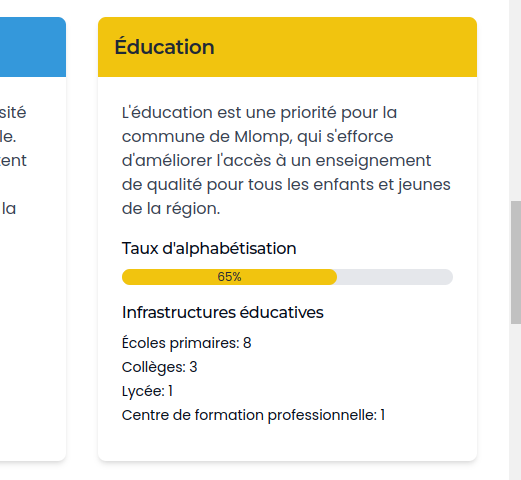 Éducation
sité
le.
tent
la
L'éducation est une priorité pour la
commune de Mlomp, qui s'efforce
d'améliorer l'accès à un enseignement
de qualité pour tous les enfants et jeunes
de la région.
Taux d'alphabétisation
65%
Infrastructures éducatives
Écoles primaires: 8
Collèges: 3
Lycée: 1
Centre de formation professionnelle: 1